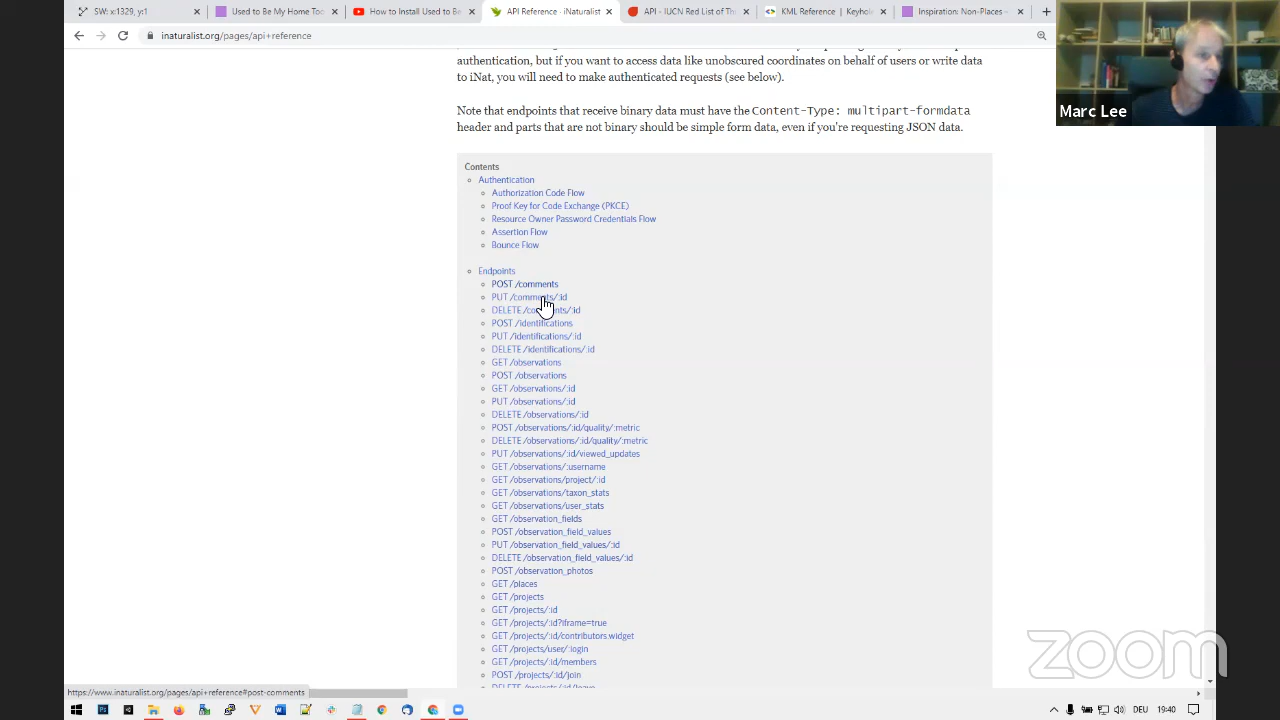 SW: x:1329, y:1
Used to Be My Home Too
How to Install Used to Be
API Reference · iNaturalist
API - IUCN Red List of Th
KML Reference | Keyhole
Inspiration: Non-Places –
inaturalist.org/pages/api+reference
authentication, but if you want to access data like unobscured coordinates on behalf of users or write data
to iNat, you will need to make authenticated requests (see below).
Marc Lee
Note that endpoints that receive binary data must have the Content-Type: multipart-formdata
header and parts that are not binary should be simple form data, even if you're requesting JSON data.
Contents
Authentication
Authorization Code Flow
Proof Key for Code Exchange (PKCE)
Resource Owner Password Credentials Flow
Assertion Flow
Bounce Flow
Endpoints
POST /comments
PUT /comments/:id
DELETE /comments/:id
POST /identifications
PUT /identifications/:id
DELETE /identifications/:id
GET /observations
POST /observations
GET /observations/:id
PUT /observations/:id
DELETE /observations/:id
POST /observations/:id/quality/:metric
DELETE /observations/:id/quality/:metric
PUT /observations/:id/viewed_updates
GET /observations/:username
GET /observations/project/:id
GET /observations/taxon_stats
GET /observations/user_stats
GET /observation_fields
POST /observation_field_values
PUT /observation_field_values/:id
DELETE /observation_field_values/:id
POST /observation_photos
GET /places
GET /projects
GET /projects/:id
GET /projects/:id?iframe=true
GET /projects/:id/contributors.widget
GET /projects/user/:login
GET /projects/:id/members
POST /projects/:id/join
DELETE /projects/:id/leave
zoom
https://www.inaturalist.org/pages/api+reference#post-comments
DEU
19:40